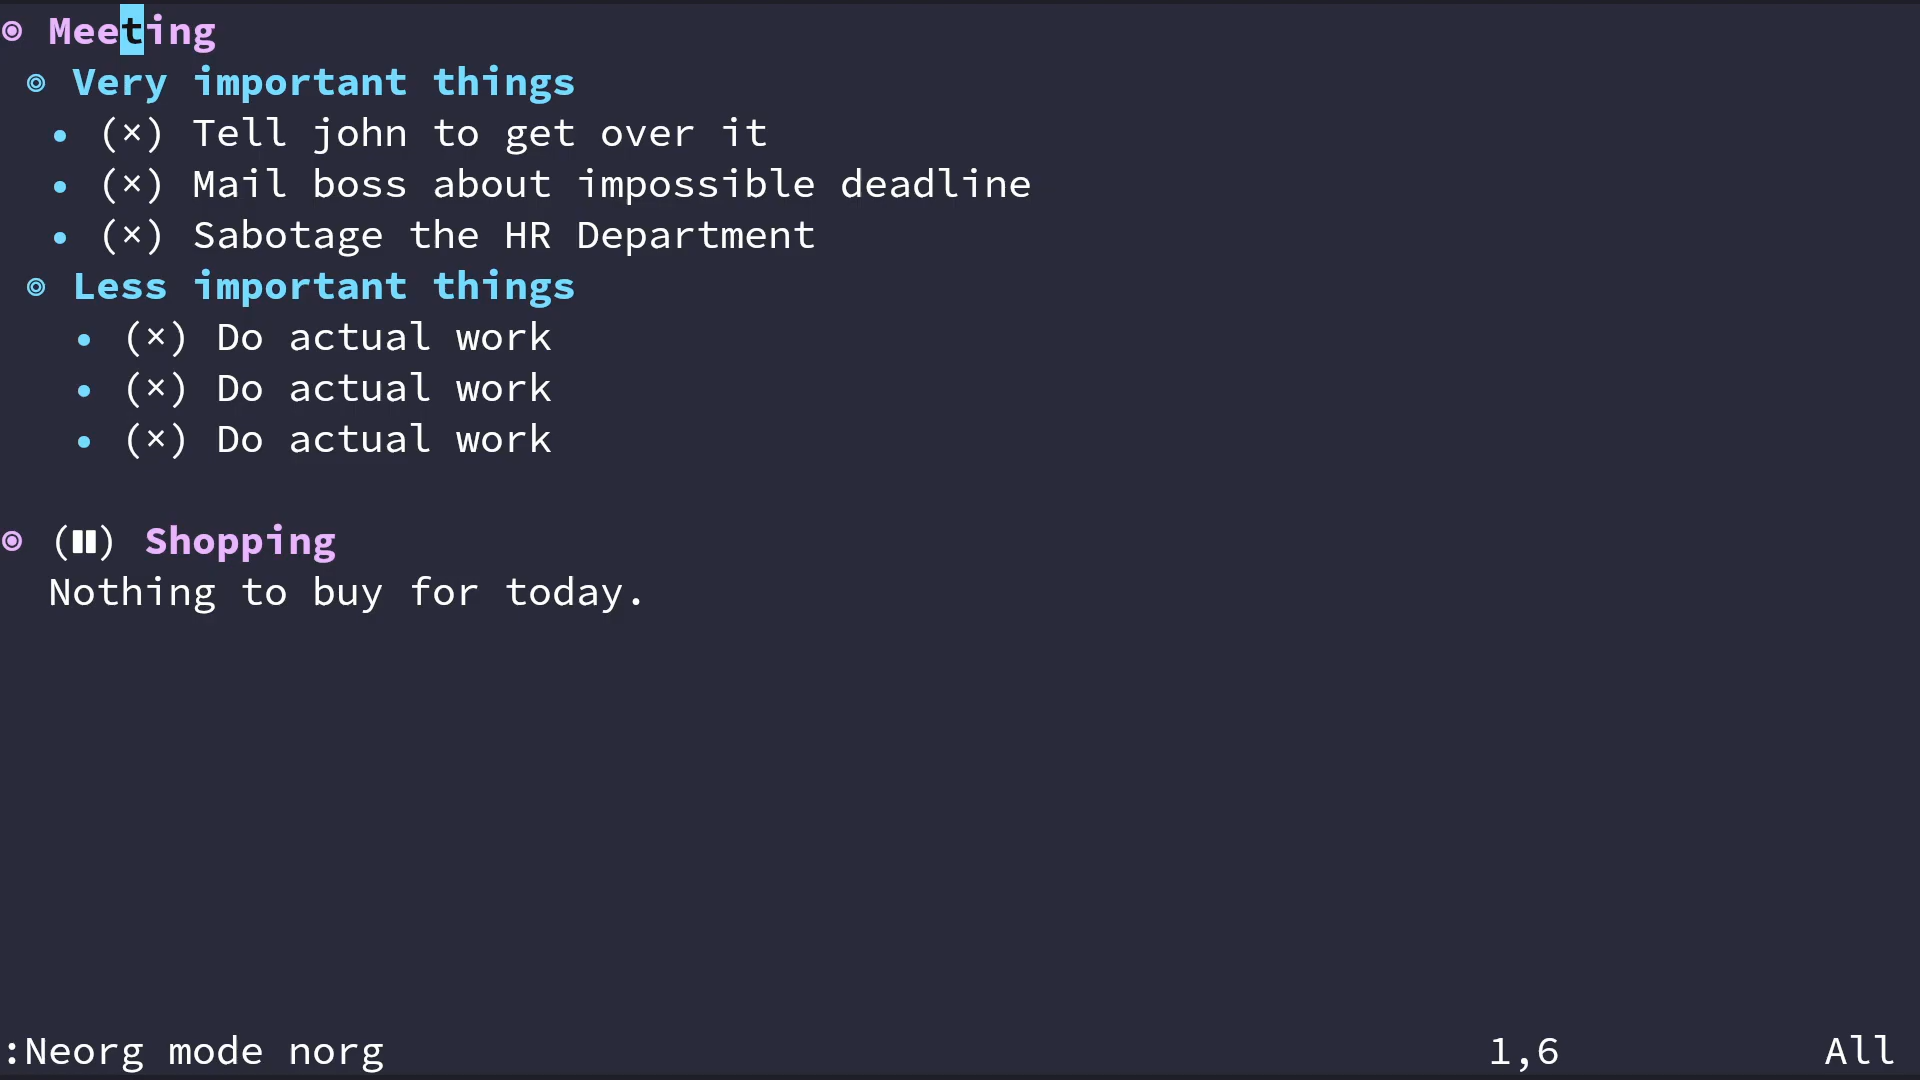 ◉ Meeting
◎ Very important things
• (×) Tell john to get over it
• (×) Mail boss about impossible deadline
• (×) Sabotage the HR Department
◎ Less important things
• (×) Do actual work
• (×) Do actual work
• (×) Do actual work
◉ (⏸) Shopping
Nothing to buy for today.
:Neorg mode norg 1,6 All